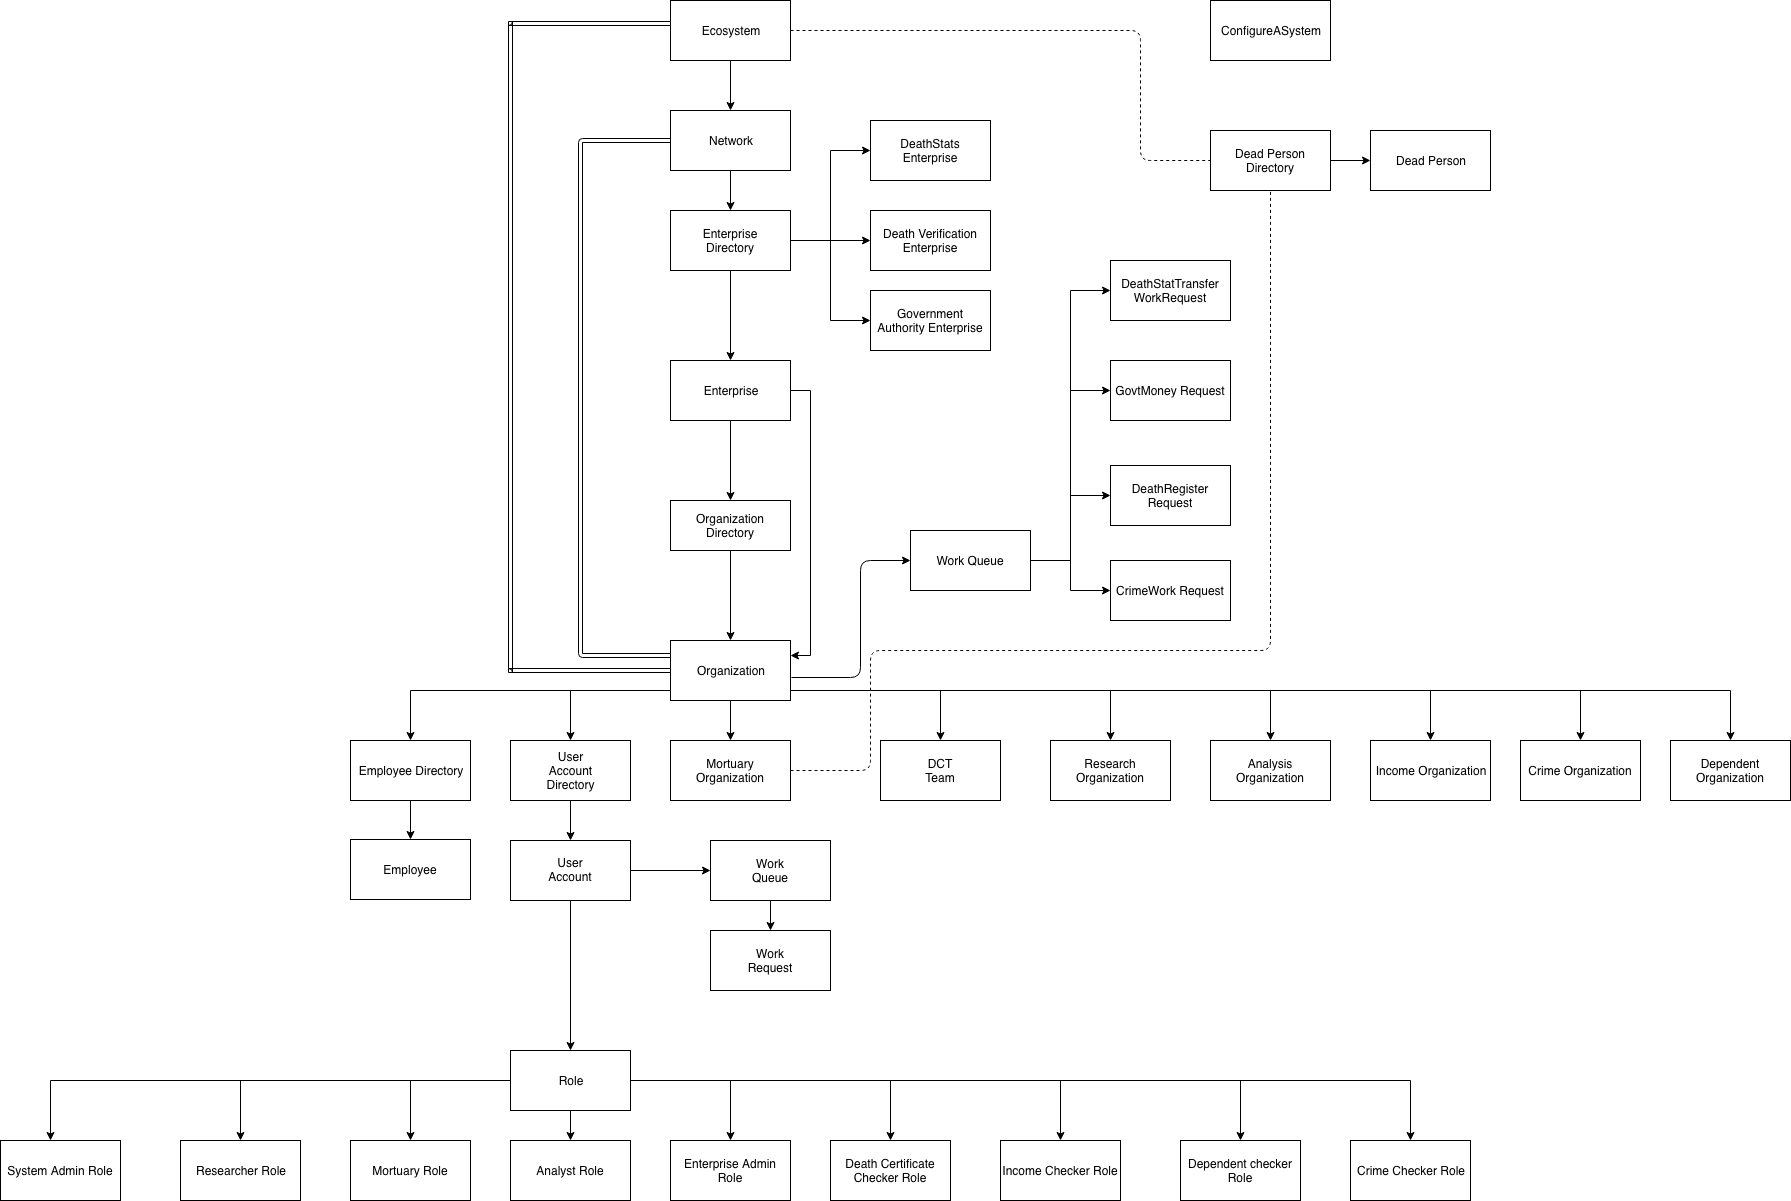 Ecosystem
ConfigureASystem
Network
DeathStats
Enterprise
Dead Person
Directory
Dead Person
Enterprise
Directory
Death Verification
Enterprise
Government
Authority Enterprise
DeathStatTransfer
WorkRequest
Enterprise
GovtMoney Request
Organization
Directory
DeathRegister
Request
Work Queue
CrimeWork Request
Organization
Employee Directory
User
Account
Directory
Mortuary
Organization
DCT
Team
Research
Organization
Analysis
Organization
Income Organization
Crime Organization
Dependent
Organization
Employee
User
Account
Work
Queue
Work
Request
Role
System Admin Role
Researcher Role
Mortuary Role
Analyst Role
Enterprise Admin
Role
Death Certificate
Checker Role
Income Checker Role
Dependent checker
Role
Crime Checker Role